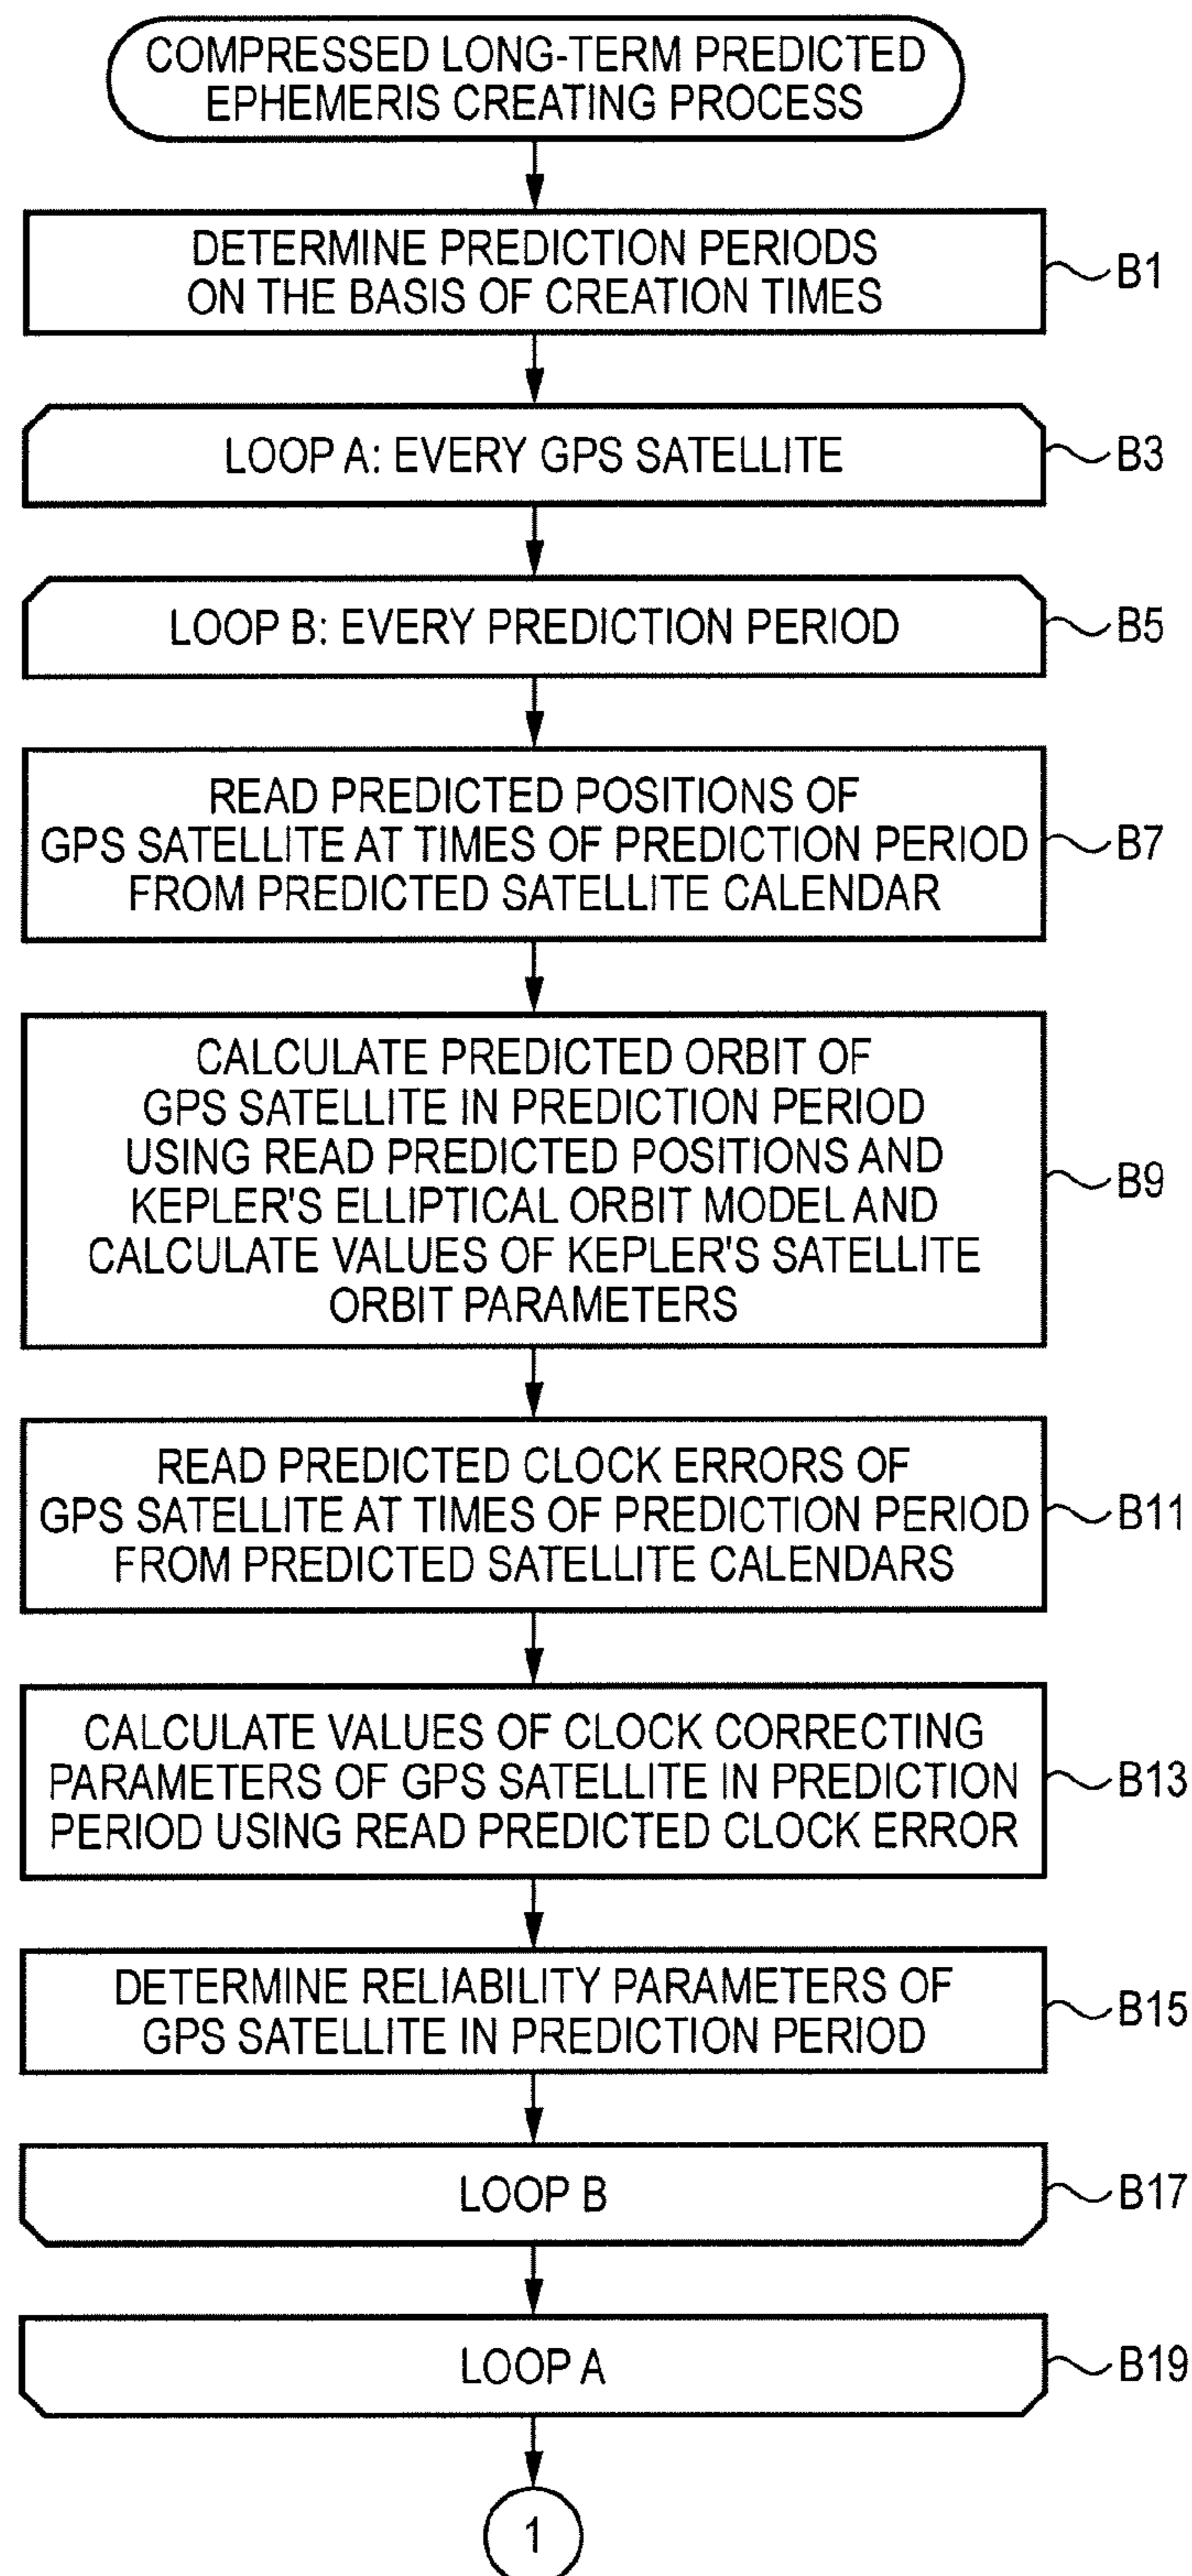 COMPRESSED LONG-TERM PREDICTED
EPHEMERIS CREATING PROCESS
DETERMINE PREDICTION PERIODS
ON THE BASIS OF CREATION TIMES
B1
LOOP A: EVERY GPS SATELLITE
B3
LOOP B: EVERY PREDICTION PERIOD
B5
READ PREDICTED POSITIONS OF
GPS SATELLITE AT TIMES OF PREDICTION PERIOD
FROM PREDICTED SATELLITE CALENDAR
B7
CALCULATE PREDICTED ORBIT OF
GPS SATELLITE IN PREDICTION PERIOD
USING READ PREDICTED POSITIONS AND
KEPLER'S ELLIPTICAL ORBIT MODEL AND
CALCULATE VALUES OF KEPLER'S SATELLITE
ORBIT PARAMETERS
B9
READ PREDICTED CLOCK ERRORS OF
GPS SATELLITE AT TIMES OF PREDICTION PERIOD
FROM PREDICTED SATELLITE CALENDARS
B11
CALCULATE VALUES OF CLOCK CORRECTING
PARAMETERS OF GPS SATELLITE IN PREDICTION
PERIOD USING READ PREDICTED CLOCK ERROR
B13
DETERMINE RELIABILITY PARAMETERS OF
GPS SATELLITE IN PREDICTION PERIOD
B15
LOOP B
B17
LOOP A
B19
1